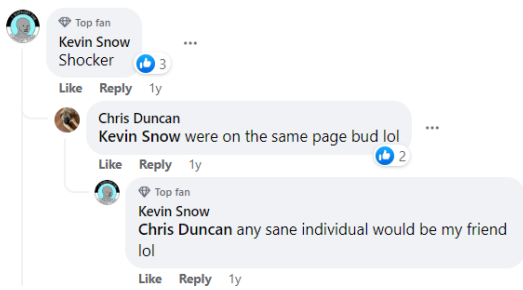 Top fan
Kevin Snow
Shocker
3
Like Reply 1y
Chris Duncan
Kevin Snow were on the same page bud lol
2
Like Reply 1y
Top fan
Kevin Snow
Chris Duncan any sane individual would be my friend
lol
Like Reply 1y